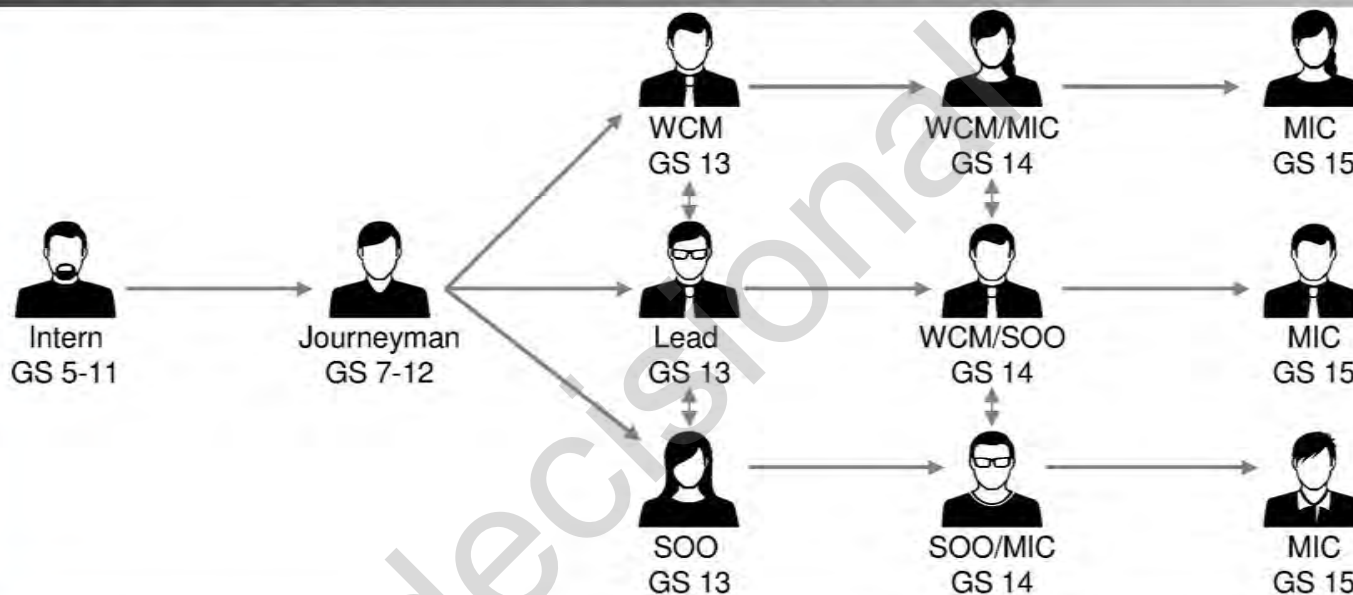 WCM
GS 13
WCM/MIC
GS 14
MIC
GS 15
Intern
GS 5-11
Journeyman
GS 7-12
Lead
GS 13
WCM/SOO
GS 14
MIC
GS 15
SOO
GS 13
SOO/MIC
GS 14
MIC
GS 15
decisional